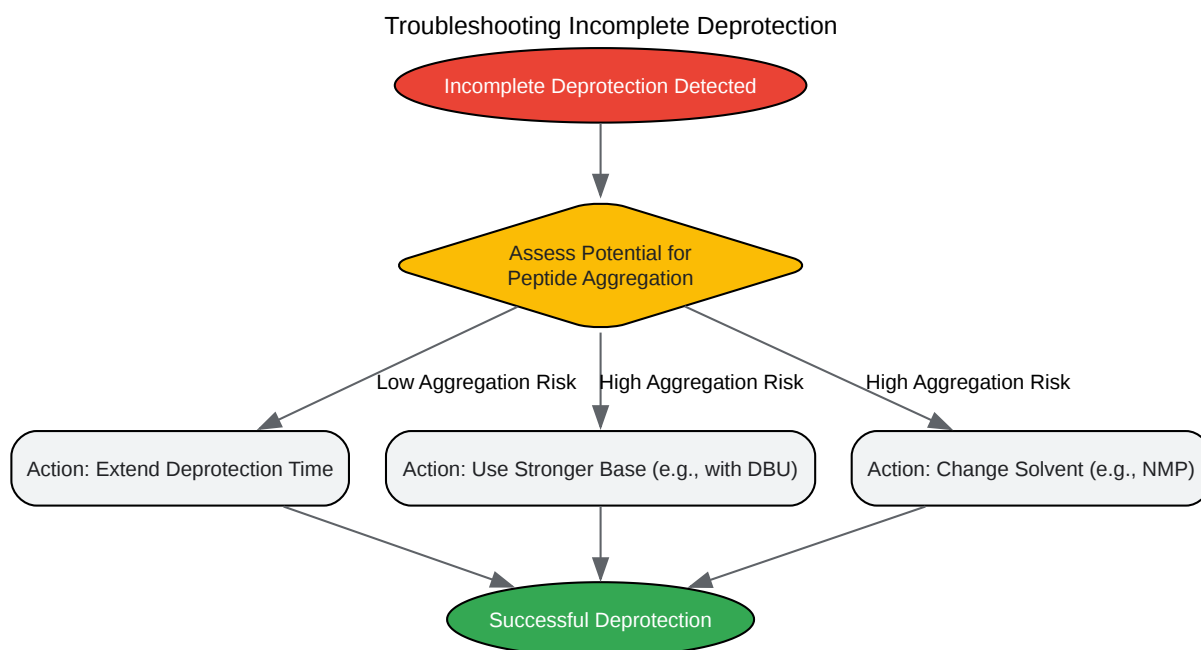 Troubleshooting Incomplete Deprotection
Incomplete Deprotection Detected
Assess Potential for
Peptide Aggregation
Low Aggregation Risk
High Aggregation Risk
High Aggregation Risk
Action: Extend Deprotection Time
Action: Use Stronger Base (e.g., with DBU)
Action: Change Solvent (e.g., NMP)
Successful Deprotection